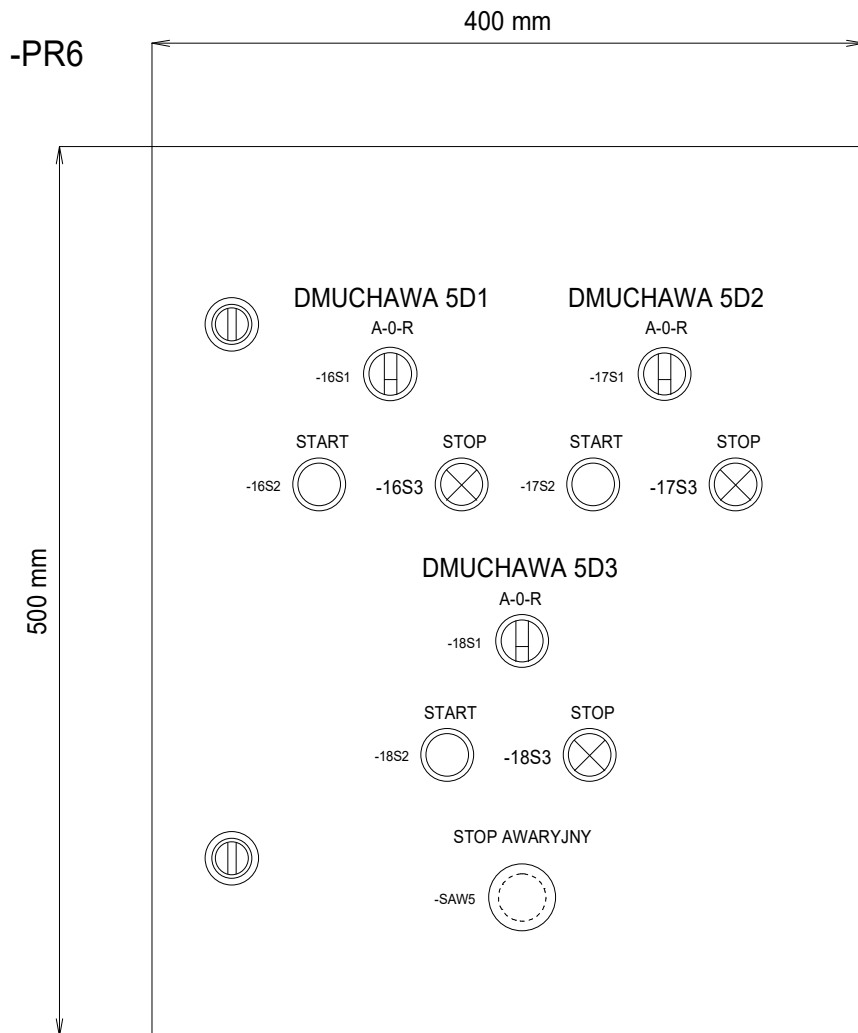 400 mm
-PR6
DMUCHAWA 5D1
DMUCHAWA 5D2
A-0-R
A-0-R
-16S1
-17S1
START
STOP
START
STOP
-16S2
-16S3
-17S2
-17S3
DMUCHAWA 5D3
500 mm
A-0-R
-18S1
START
STOP
-18S2
-18S3
STOP AWARYJNY
-SAW5